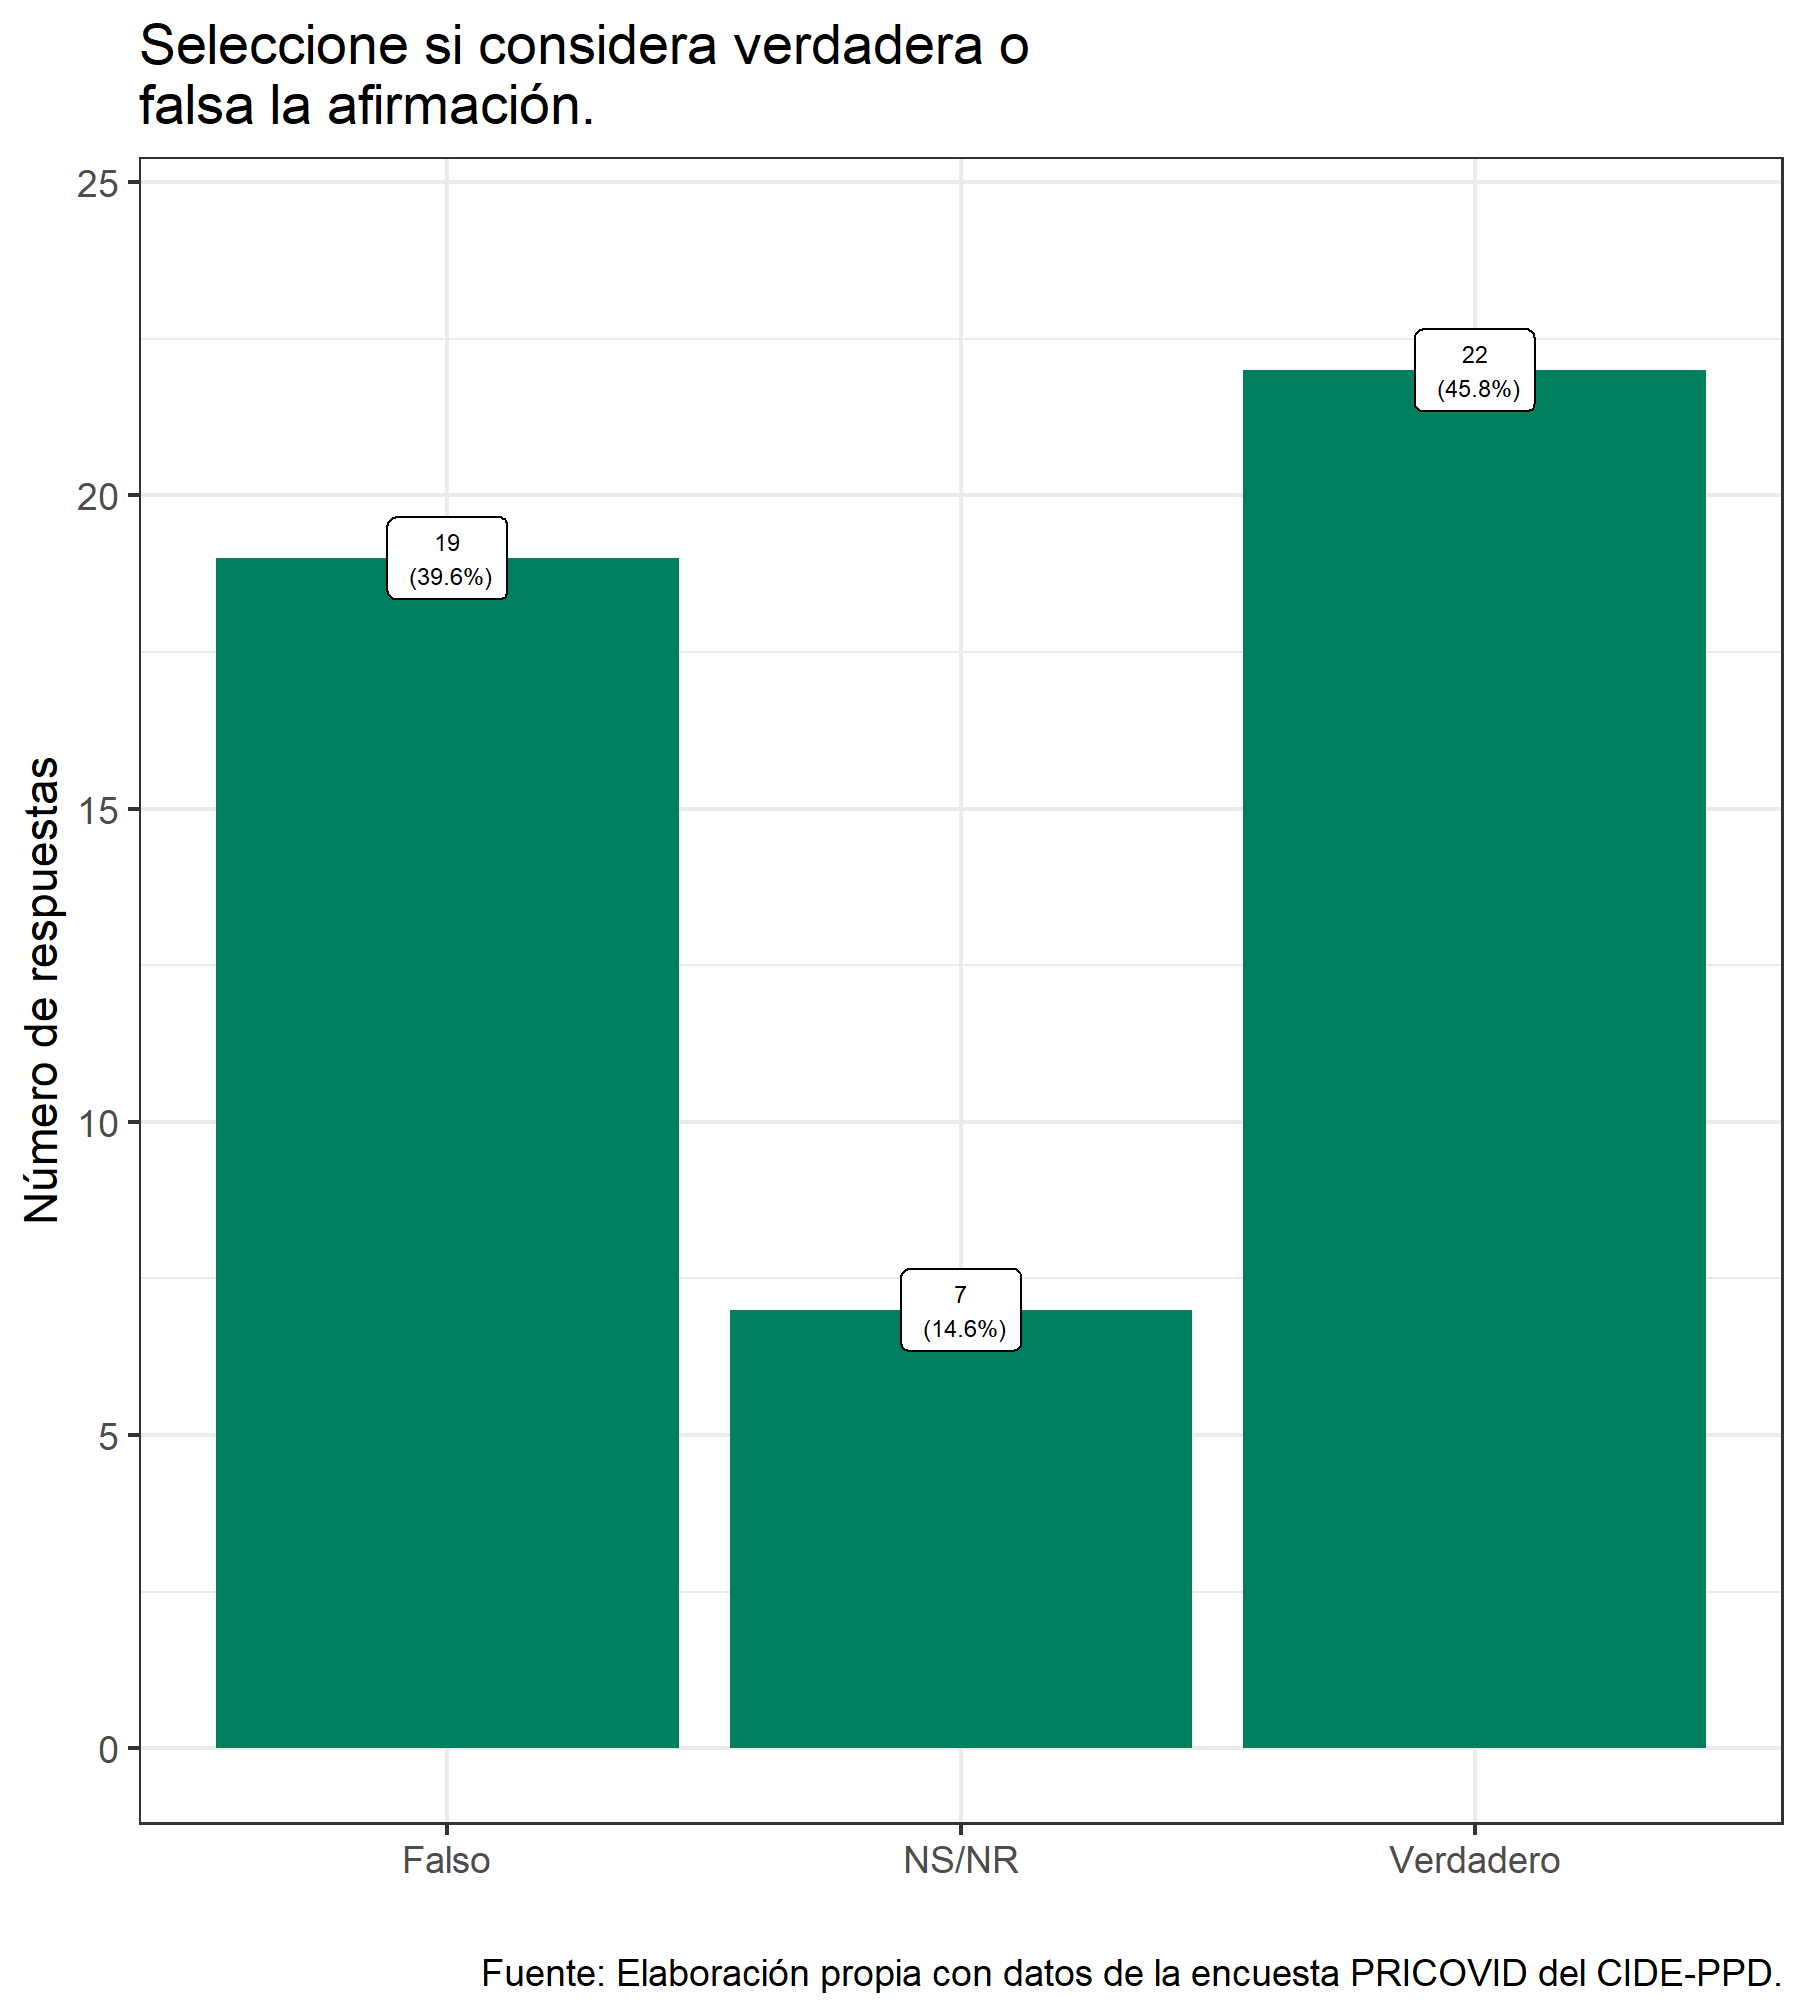 Seleccione si considera verdadera o
falsa la afirmación.
Número de respuestas
25
20
15
10
5
0
19
(39.6%)
7
(14.6%)
22
(45.8%)
Falso
NS/NR
Verdadero
Fuente: Elaboración propia con datos de la encuesta PRICOVID del CIDE-PPD.